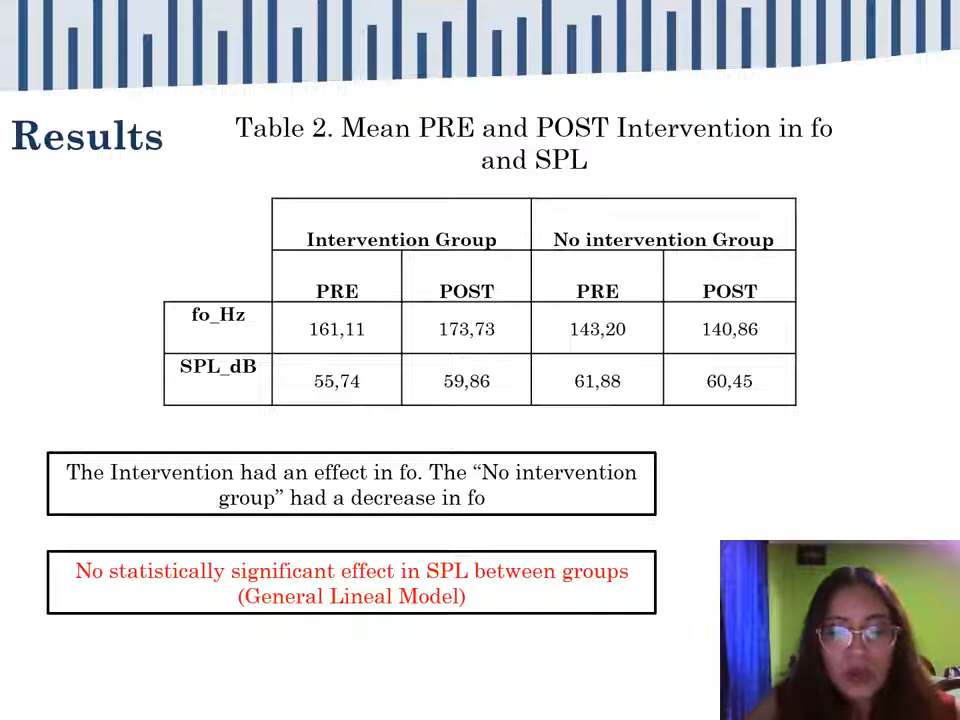 Results
Table 2. Mean PRE and POST Intervention in fo
and SPL
Intervention Group No intervention Group
PRE POST PRE POST
fo_Hz 161,11 173,73 143,20 140,86
SPL_dB 55,74 59,86 61,88 60,45
The Intervention had an effect in fo. The “No intervention
group” had a decrease in fo
No statistically significant effect in SPL between groups
(General Lineal Model)